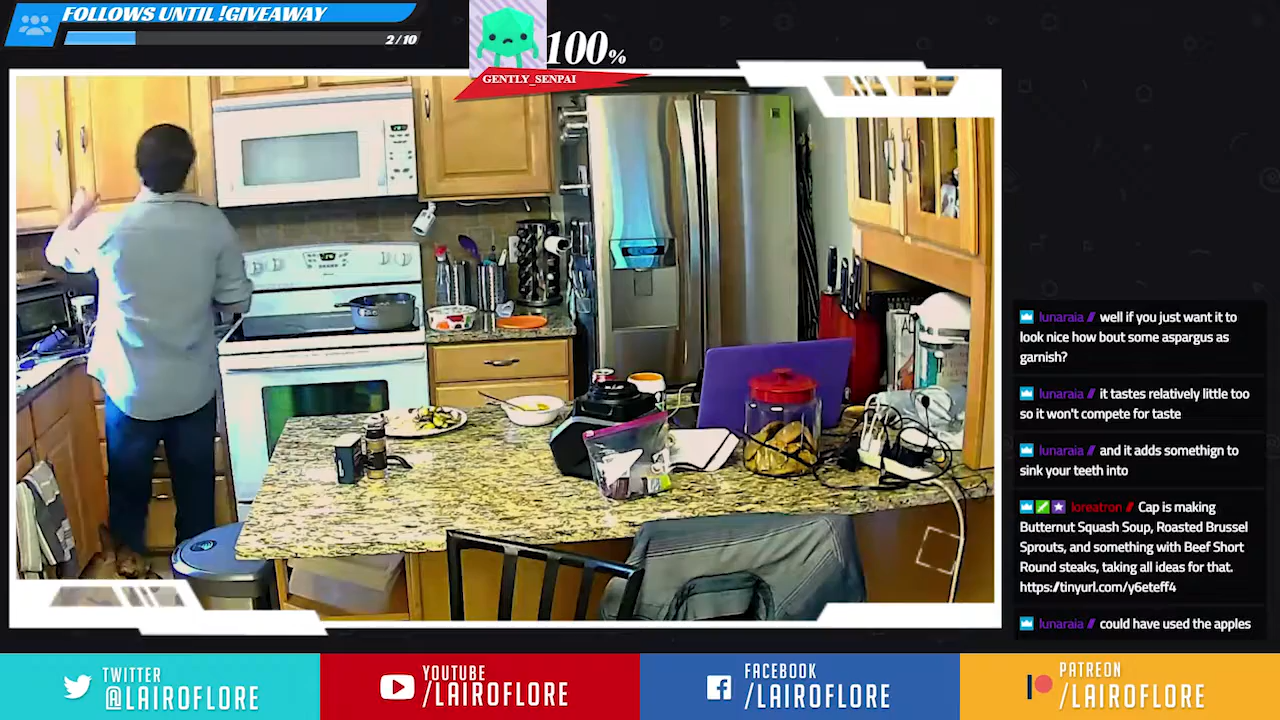 FOLLOWS UNTIL !GIVEAWAY
2/10
100%
GENTLY_SENPAI
lunaraia // well if you just want it to
look nice how bout some aspargus as
garnish?
lunaraia // it tastes relatively little too
so it won't compete for taste
lunaraia // and it adds somethign to
sink your teeth into
loreatron // Cap is making
Butternut Squash Soup, Roasted Brussel
Sprouts, and something with Beef Short
Round steaks, taking all ideas for that.
https://tinyurl.com/y6eteff4
lunaraia // could have used the apples
TWITTER
@LAIROFLORE
YOUTUBE
/LAIROFLORE
FACEBOOK
/LAIROFLORE
PATREON
/LAIROFLORE